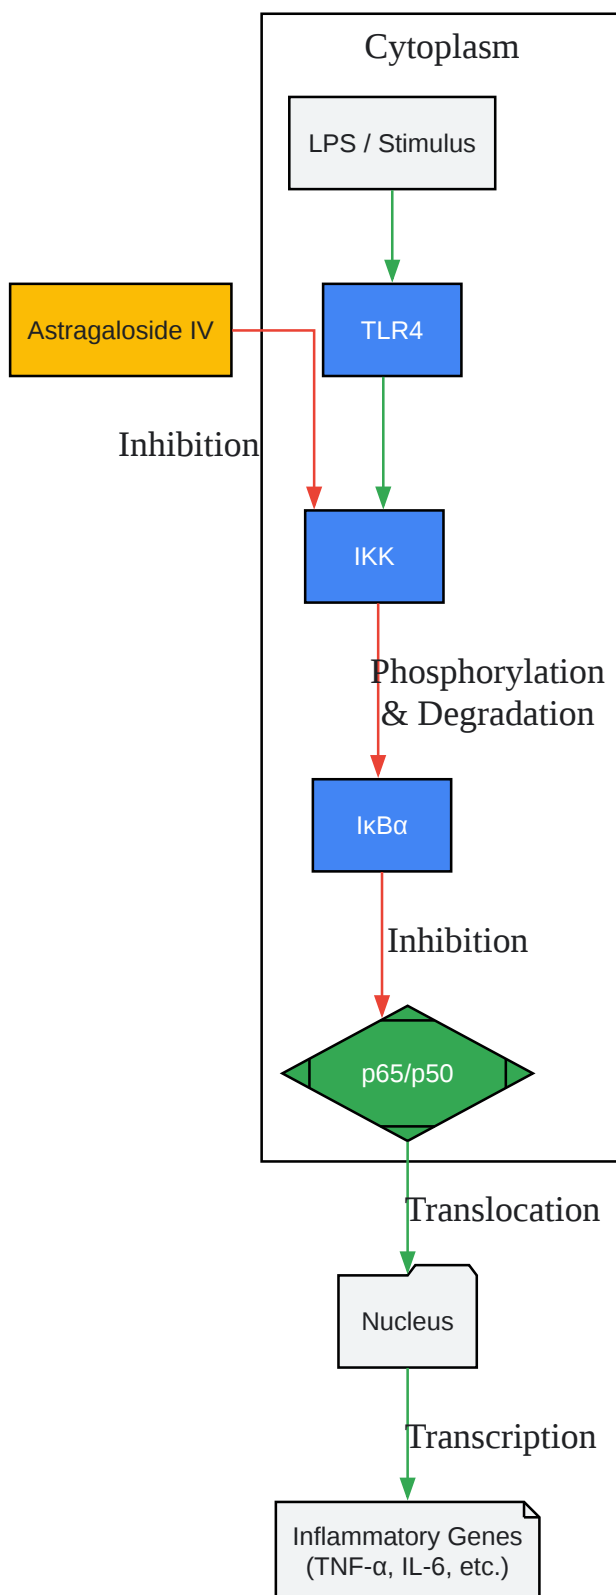 Cytoplasm
LPS / Stimulus
Astragaloside IV
TLR4
Inhibition
IKK
Phosphorylation
& Degradation
IκBα
Inhibition
p65/p50
Translocation
Nucleus
Transcription
Inflammatory Genes
(TNF-α, IL-6, etc.)